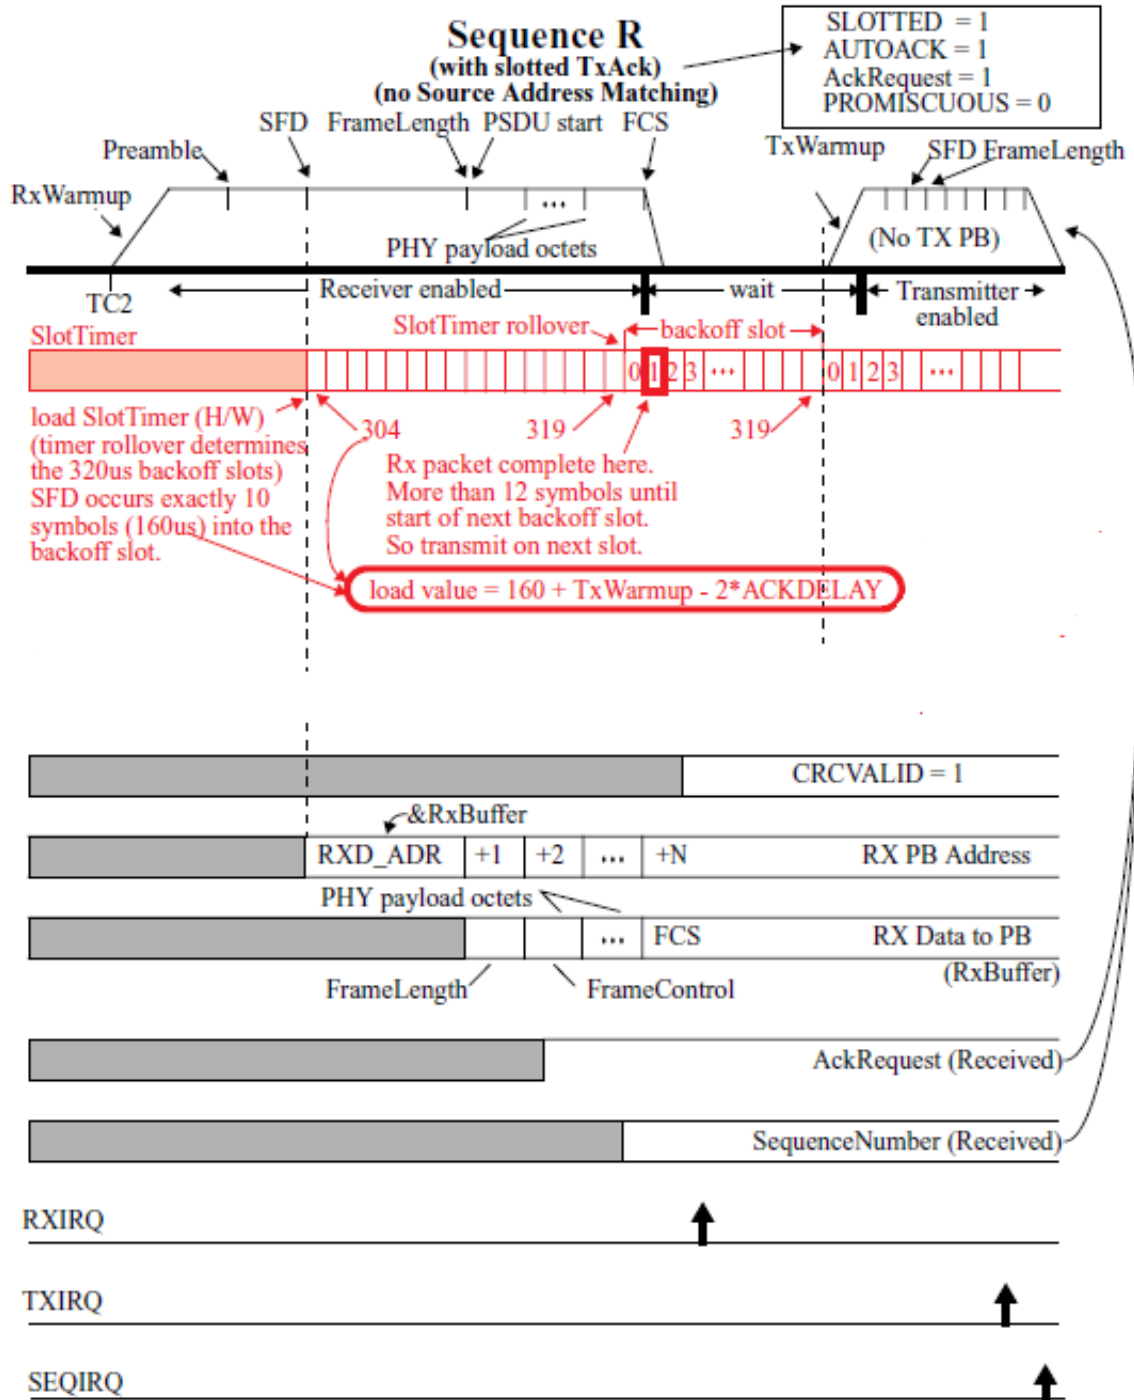 Sequence R
(with slotted TxAck)
(no Source Address Matching)
SLOTTED = 1
AUTOACK = 1
AckRequest = 1
PROMISCUOUS = 0
SFD FrameLength PSDU start FCS
Preamble
TxWarmup
SFD FrameLength
RxWarmup
PHY payload octets
(No TX PB)
TC2
Receiver enabled
wait
Transmitter
enabled
SlotTimer
SlotTimer rollover
backoff slot
0 1 2 3 ... 0 1 2 3 ...
load SlotTimer (H/W)
(timer rollover determines
the 320us backoff slots)
SFD occurs exactly 10
symbols (160us) into the
backoff slot.
304
319
319
Rx packet complete here.
More than 12 symbols until
start of next backoff slot.
So transmit on next slot.
load value = 160 + TxWarmup - 2*ACKDELAY
CRCVALID = 1
&RxBuffer
RXD_ADR +1 +2 ... +N RX PB Address
PHY payload octets
... FCS RX Data to PB
(RxBuffer)
FrameLength FrameControl
AckRequest (Received)
SequenceNumber (Received)
RXIRQ
TXIRQ
SEQIRQ